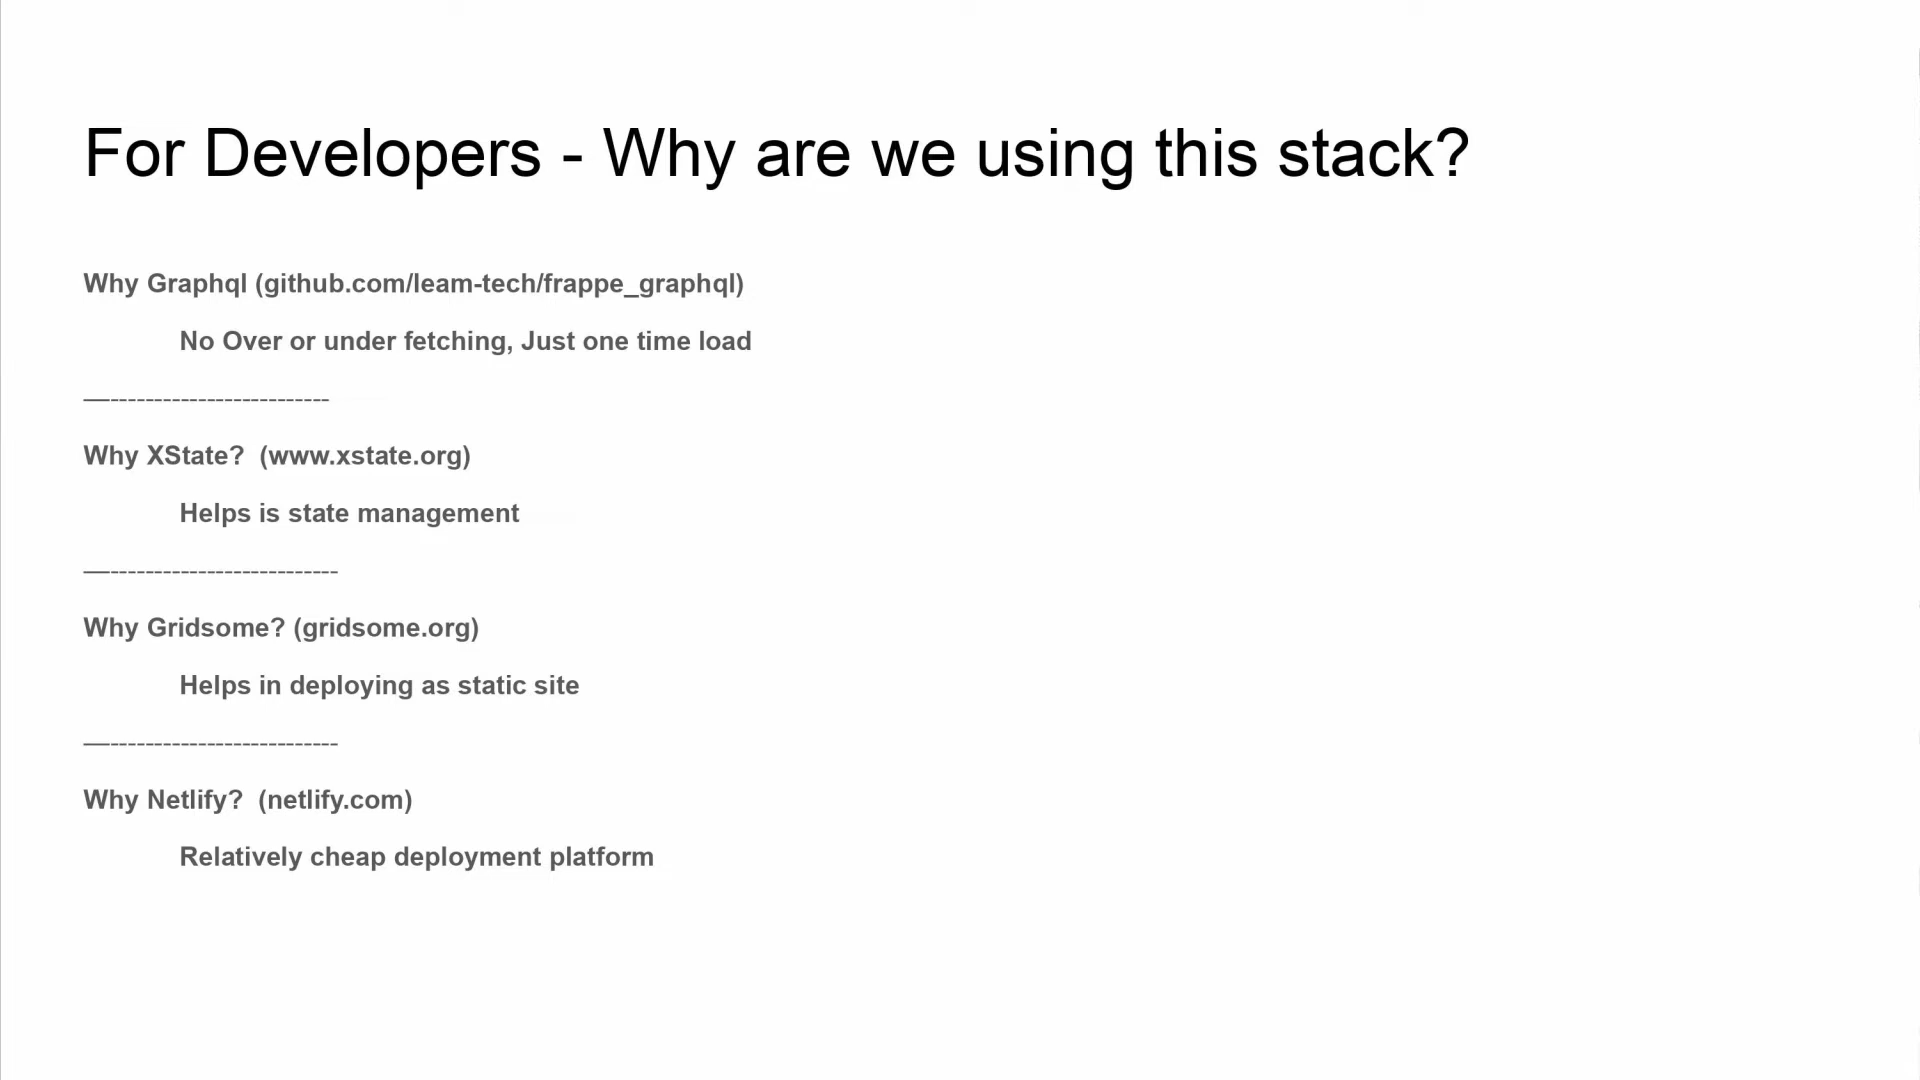 For Developers - Why are we using this stack?
Why Graphql (github.com/leam-tech/frappe_graphql)
No Over or under fetching, Just one time load
—-------------------------
Why XState?  (www.xstate.org)
Helps is state management
—--------------------------
Why Gridsome? (gridsome.org)
Helps in deploying as static site
—--------------------------
Why Netlify?  (netlify.com)
Relatively cheap deployment platform